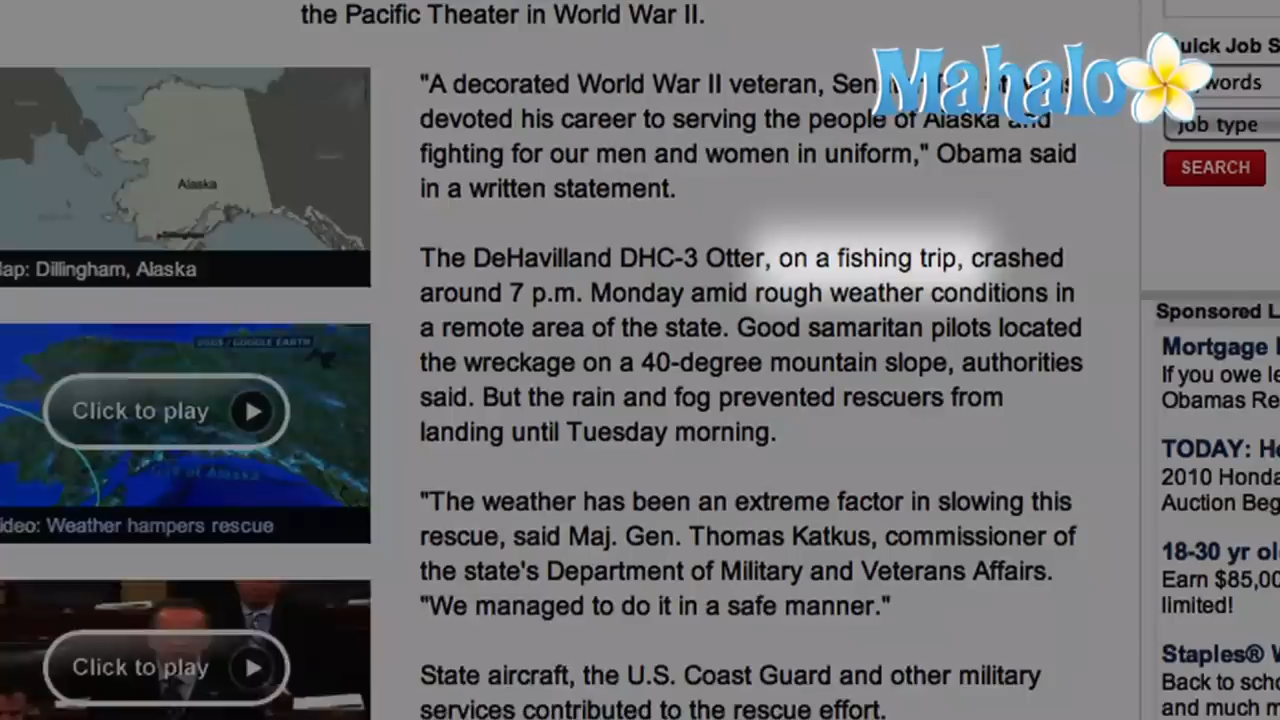 the Pacific Theater in World War II.
Mahalo
"A decorated World War II veteran,
devoted his career to serving the people of Alaska and
fighting for our men and women in uniform," Obama said
in a written statement.
Alaska
Map: Dillingham, Alaska
The DeHavilland DHC-3 Otter, on a fishing trip, crashed
around 7 p.m. Monday amid rough weather conditions in
a remote area of the state. Good samaritan pilots located
the wreckage on a 40-degree mountain slope, authorities
said. But the rain and fog prevented rescuers from
landing until Tuesday morning.
Click to play
ideo: Weather hampers rescue
"The weather has been an extreme factor in slowing this
rescue, said Maj. Gen. Thomas Katkus, commissioner of
the state's Department of Military and Veterans Affairs.
"We managed to do it in a safe manner."
Click to play
State aircraft, the U.S. Coast Guard and other military
services contributed to the rescue effort.
uick Job S
words
Job type
SEARCH
Sponsored L
Mortgage
If you owe le
Obamas Re
TODAY: He
2010 Honda
Auction Beg
18-30 yr ol
Earn $85,00
limited!
Staples® W
Back to scho
and much m